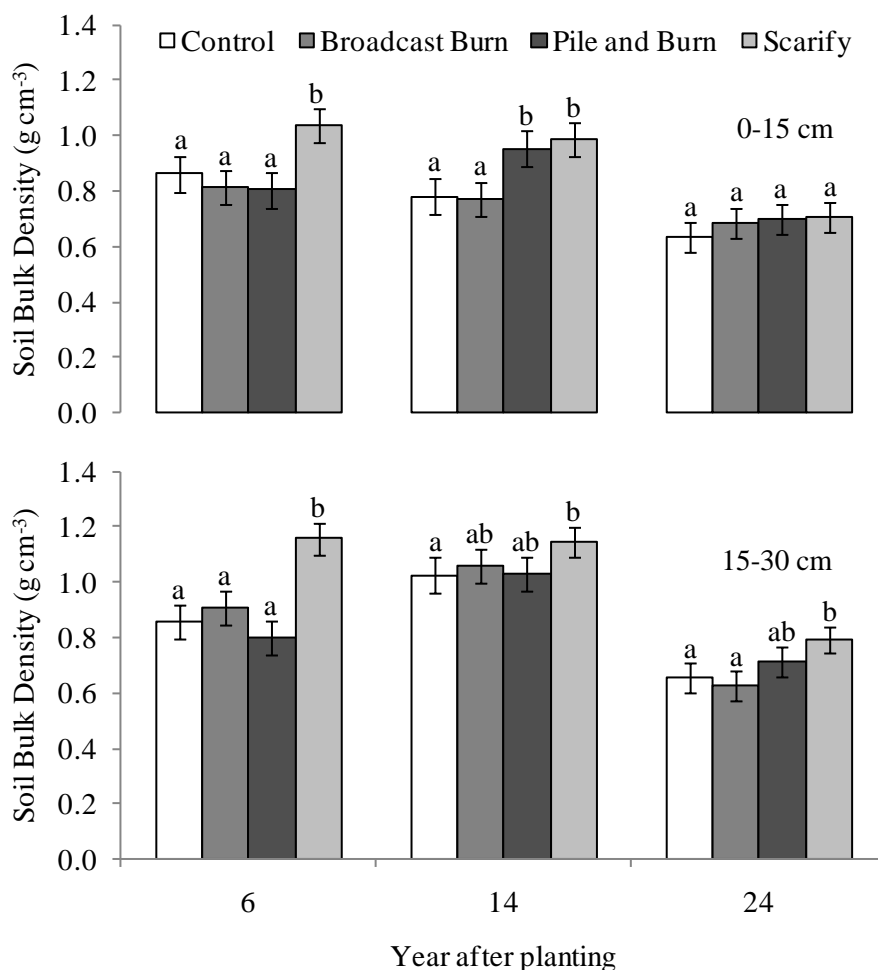 Control Broadcast Burn Pile and Burn Scarify
Soil Bulk Density (g cm-3)
1.4
1.2
1.0
0.8
0.6
0.4
0.2
0.0
0-15 cm
a a a b
a a b b
a a a a
Soil Bulk Density (g cm-3)
1.4
1.2
1.0
0.8
0.6
0.4
0.2
0.0
15-30 cm
a a a b
a ab ab b
a a ab b
6 14 24
Year after planting